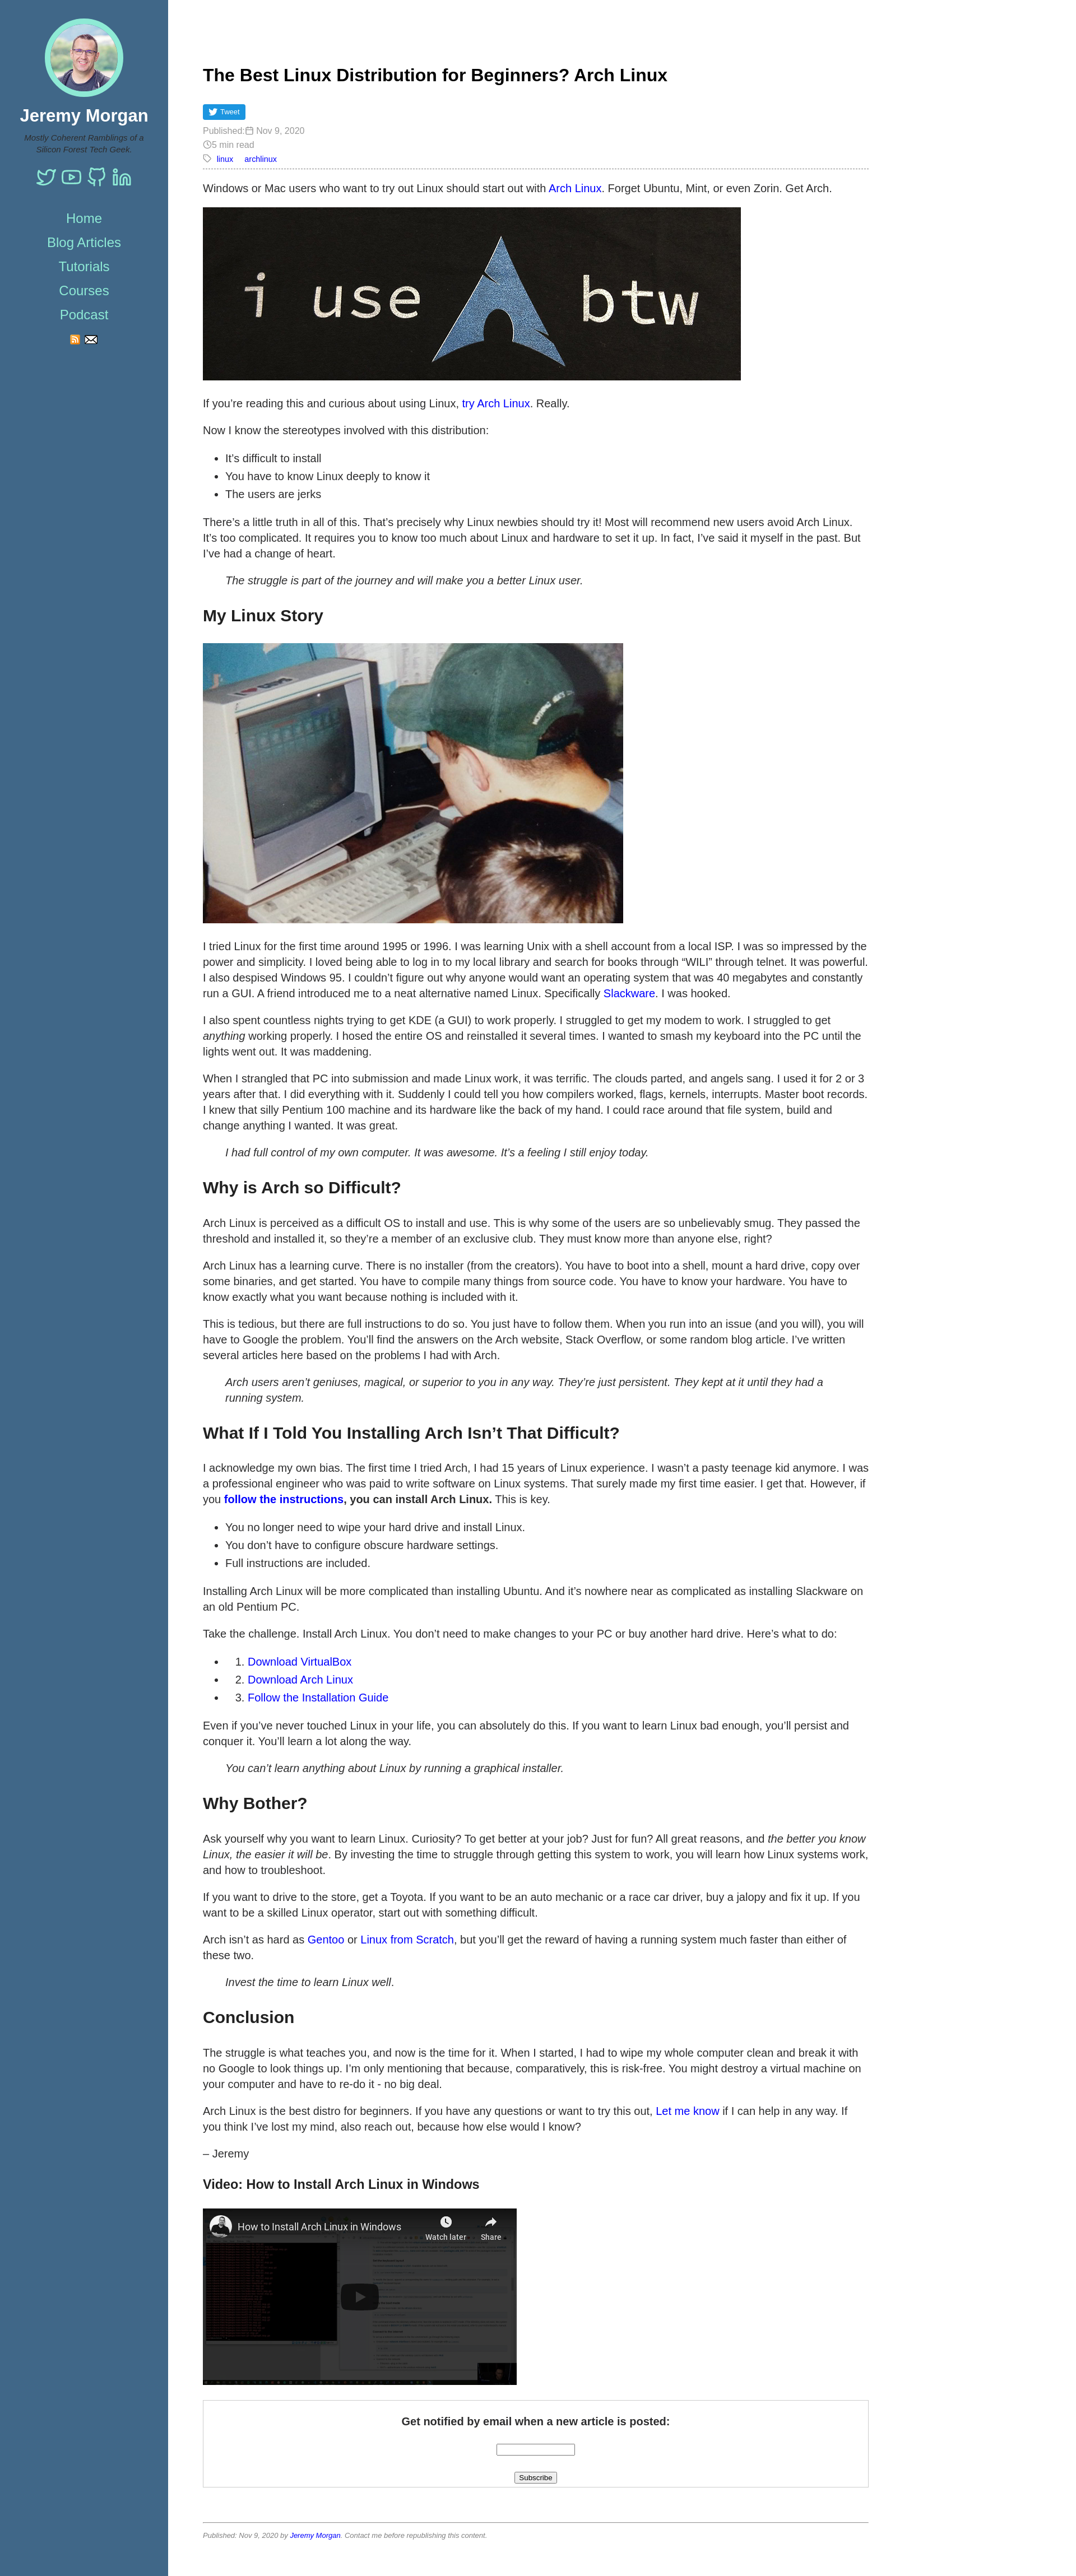 Jeremy Morgan
Mostly Coherent Ramblings of a
Silicon Forest Tech Geek.
Home
Blog Articles
Tutorials
Courses
Podcast
The Best Linux Distribution for Beginners? Arch Linux
Tweet
Published: Nov 9, 2020
5 min read
linux archlinux
Windows or Mac users who want to try out Linux should start out with Arch Linux. Forget Ubuntu, Mint, or even Zorin. Get Arch.
i use btw
If you’re reading this and curious about using Linux, try Arch Linux. Really.
Now I know the stereotypes involved with this distribution:
• It’s difficult to install
• You have to know Linux deeply to know it
• The users are jerks
There’s a little truth in all of this. That’s precisely why Linux newbies should try it! Most will recommend new users avoid Arch Linux.
It’s too complicated. It requires you to know too much about Linux and hardware to set it up. In fact, I’ve said it myself in the past. But
I’ve had a change of heart.
The struggle is part of the journey and will make you a better Linux user.
My Linux Story
I tried Linux for the first time around 1995 or 1996. I was learning Unix with a shell account from a local ISP. I was so impressed by the
power and simplicity. I loved being able to log in to my local library and search for books through “WILI” through telnet. It was powerful.
I also despised Windows 95. I couldn’t figure out why anyone would want an operating system that was 40 megabytes and constantly
run a GUI. A friend introduced me to a neat alternative named Linux. Specifically Slackware. I was hooked.
I also spent countless nights trying to get KDE (a GUI) to work properly. I struggled to get my modem to work. I struggled to get
anything working properly. I hosed the entire OS and reinstalled it several times. I wanted to smash my keyboard into the PC until the
lights went out. It was maddening.
When I strangled that PC into submission and made Linux work, it was terrific. The clouds parted, and angels sang. I used it for 2 or 3
years after that. I did everything with it. Suddenly I could tell you how compilers worked, flags, kernels, interrupts. Master boot records.
I knew that silly Pentium 100 machine and its hardware like the back of my hand. I could race around that file system, build and
change anything I wanted. It was great.
I had full control of my own computer. It was awesome. It’s a feeling I still enjoy today.
Why is Arch so Difficult?
Arch Linux is perceived as a difficult OS to install and use. This is why some of the users are so unbelievably smug. They passed the
threshold and installed it, so they’re a member of an exclusive club. They must know more than anyone else, right?
Arch Linux has a learning curve. There is no installer (from the creators). You have to boot into a shell, mount a hard drive, copy over
some binaries, and get started. You have to compile many things from source code. You have to know your hardware. You have to
know exactly what you want because nothing is included with it.
This is tedious, but there are full instructions to do so. You just have to follow them. When you run into an issue (and you will), you will
have to Google the problem. You’ll find the answers on the Arch website, Stack Overflow, or some random blog article. I’ve written
several articles here based on the problems I had with Arch.
Arch users aren’t geniuses, magical, or superior to you in any way. They’re just persistent. They kept at it until they had a
running system.
What If I Told You Installing Arch Isn’t That Difficult?
I acknowledge my own bias. The first time I tried Arch, I had 15 years of Linux experience. I wasn’t a pasty teenage kid anymore. I was
a professional engineer who was paid to write software on Linux systems. That surely made my first time easier. I get that. However, if
you follow the instructions, you can install Arch Linux. This is key.
• You no longer need to wipe your hard drive and install Linux.
• You don’t have to configure obscure hardware settings.
• Full instructions are included.
Installing Arch Linux will be more complicated than installing Ubuntu. And it’s nowhere near as complicated as installing Slackware on
an old Pentium PC.
Take the challenge. Install Arch Linux. You don’t need to make changes to your PC or buy another hard drive. Here’s what to do:
• 1. Download VirtualBox
• 2. Download Arch Linux
• 3. Follow the Installation Guide
Even if you’ve never touched Linux in your life, you can absolutely do this. If you want to learn Linux bad enough, you’ll persist and
conquer it. You’ll learn a lot along the way.
You can’t learn anything about Linux by running a graphical installer.
Why Bother?
Ask yourself why you want to learn Linux. Curiosity? To get better at your job? Just for fun? All great reasons, and the better you know
Linux, the easier it will be. By investing the time to struggle through getting this system to work, you will learn how Linux systems work,
and how to troubleshoot.
If you want to drive to the store, get a Toyota. If you want to be an auto mechanic or a race car driver, buy a jalopy and fix it up. If you
want to be a skilled Linux operator, start out with something difficult.
Arch isn’t as hard as Gentoo or Linux from Scratch, but you’ll get the reward of having a running system much faster than either of
these two.
Invest the time to learn Linux well.
Conclusion
The struggle is what teaches you, and now is the time for it. When I started, I had to wipe my whole computer clean and break it with
no Google to look things up. I’m only mentioning that because, comparatively, this is risk-free. You might destroy a virtual machine on
your computer and have to re-do it - no big deal.
Arch Linux is the best distro for beginners. If you have any questions or want to try this out, Let me know if I can help in any way. If
you think I’ve lost my mind, also reach out, because how else would I know?
– Jeremy
Video: How to Install Arch Linux in Windows
How to Install Arch Linux in Windows
Watch later
Share
Get notified by email when a new article is posted:
Subscribe
Published: Nov 9, 2020 by Jeremy Morgan. Contact me before republishing this content.